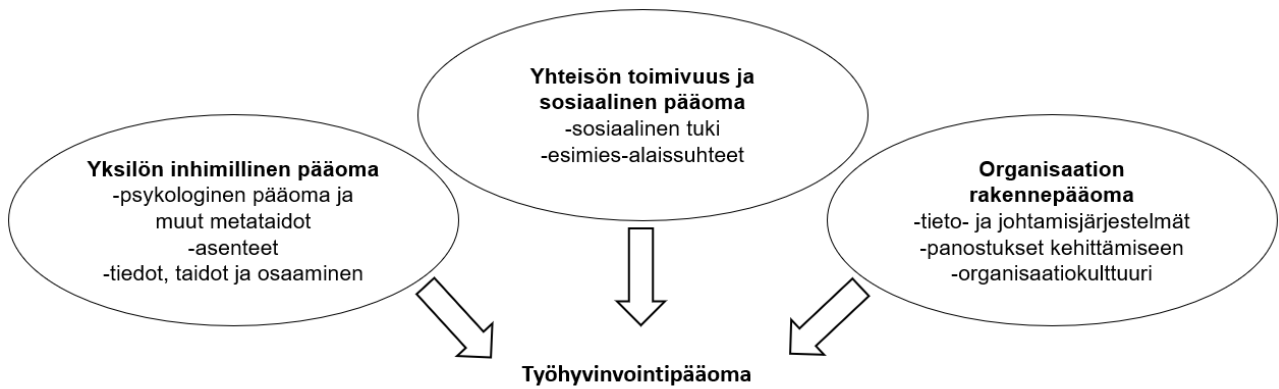 Yksilön inhimillinen pääoma
-psykologinen pääoma ja
muut metataidot
-asenteet
-tiedot, taidot ja osaaminen
Yhteisön toimivuus ja
sosiaalinen pääoma
-sosiaalinen tuki
-esimies-alaissuhteet
Organisaation
rakennepääoma
-tieto- ja johtamisjärjestelmät
-panostukset kehittämiseen
-organisaatiokulttuuri
Työhyvinvointipääoma